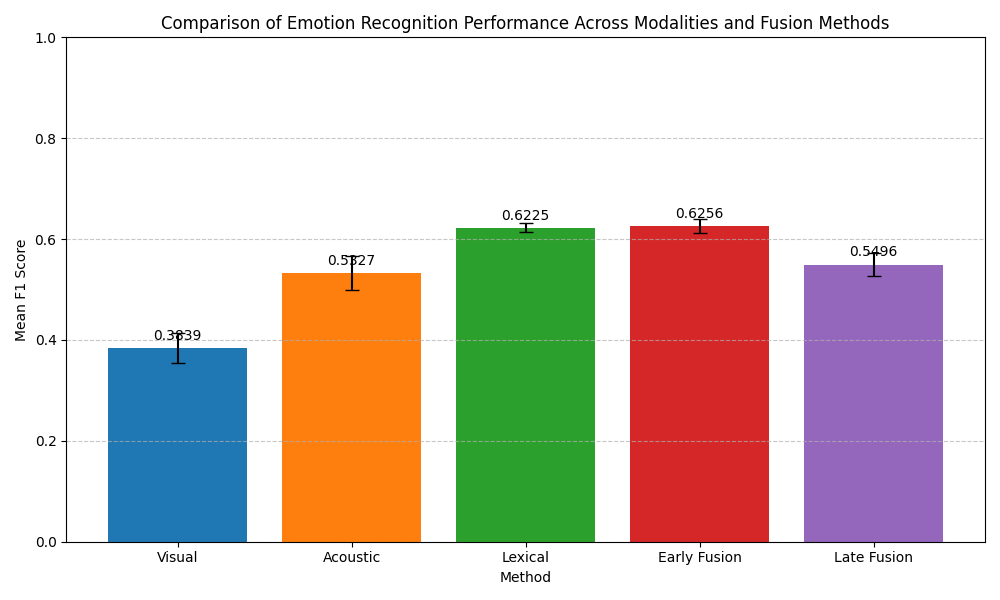 Comparison of Emotion Recognition Performance Across Modalities and Fusion Methods
1.0
0.8
0.6
0.4
0.2
0.0
Mean F1 Score
0.3839
0.5327
0.6225
0.6256
0.5496
Visual
Acoustic
Lexical
Early Fusion
Late Fusion
Method